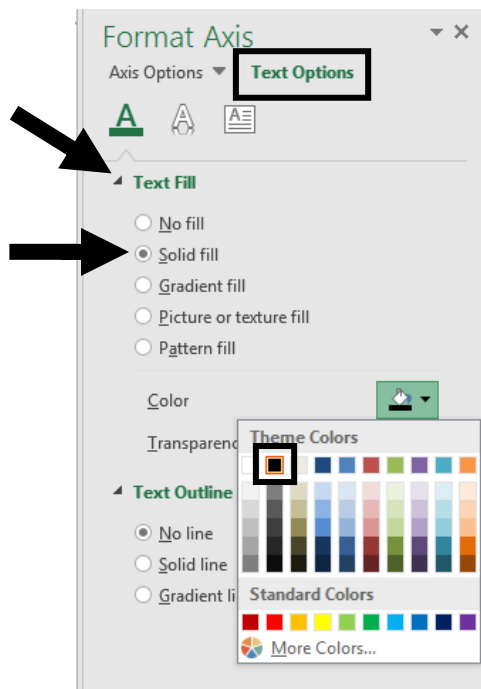 Format Axis
Axis Options Text Options
A A A
Text Fill
No fill
Solid fill
Gradient fill
Picture or texture fill
Pattern fill
Color
Transparenc
Theme Colors
Text Outline
No line
Solid line
Gradient li
Standard Colors
More Colors...